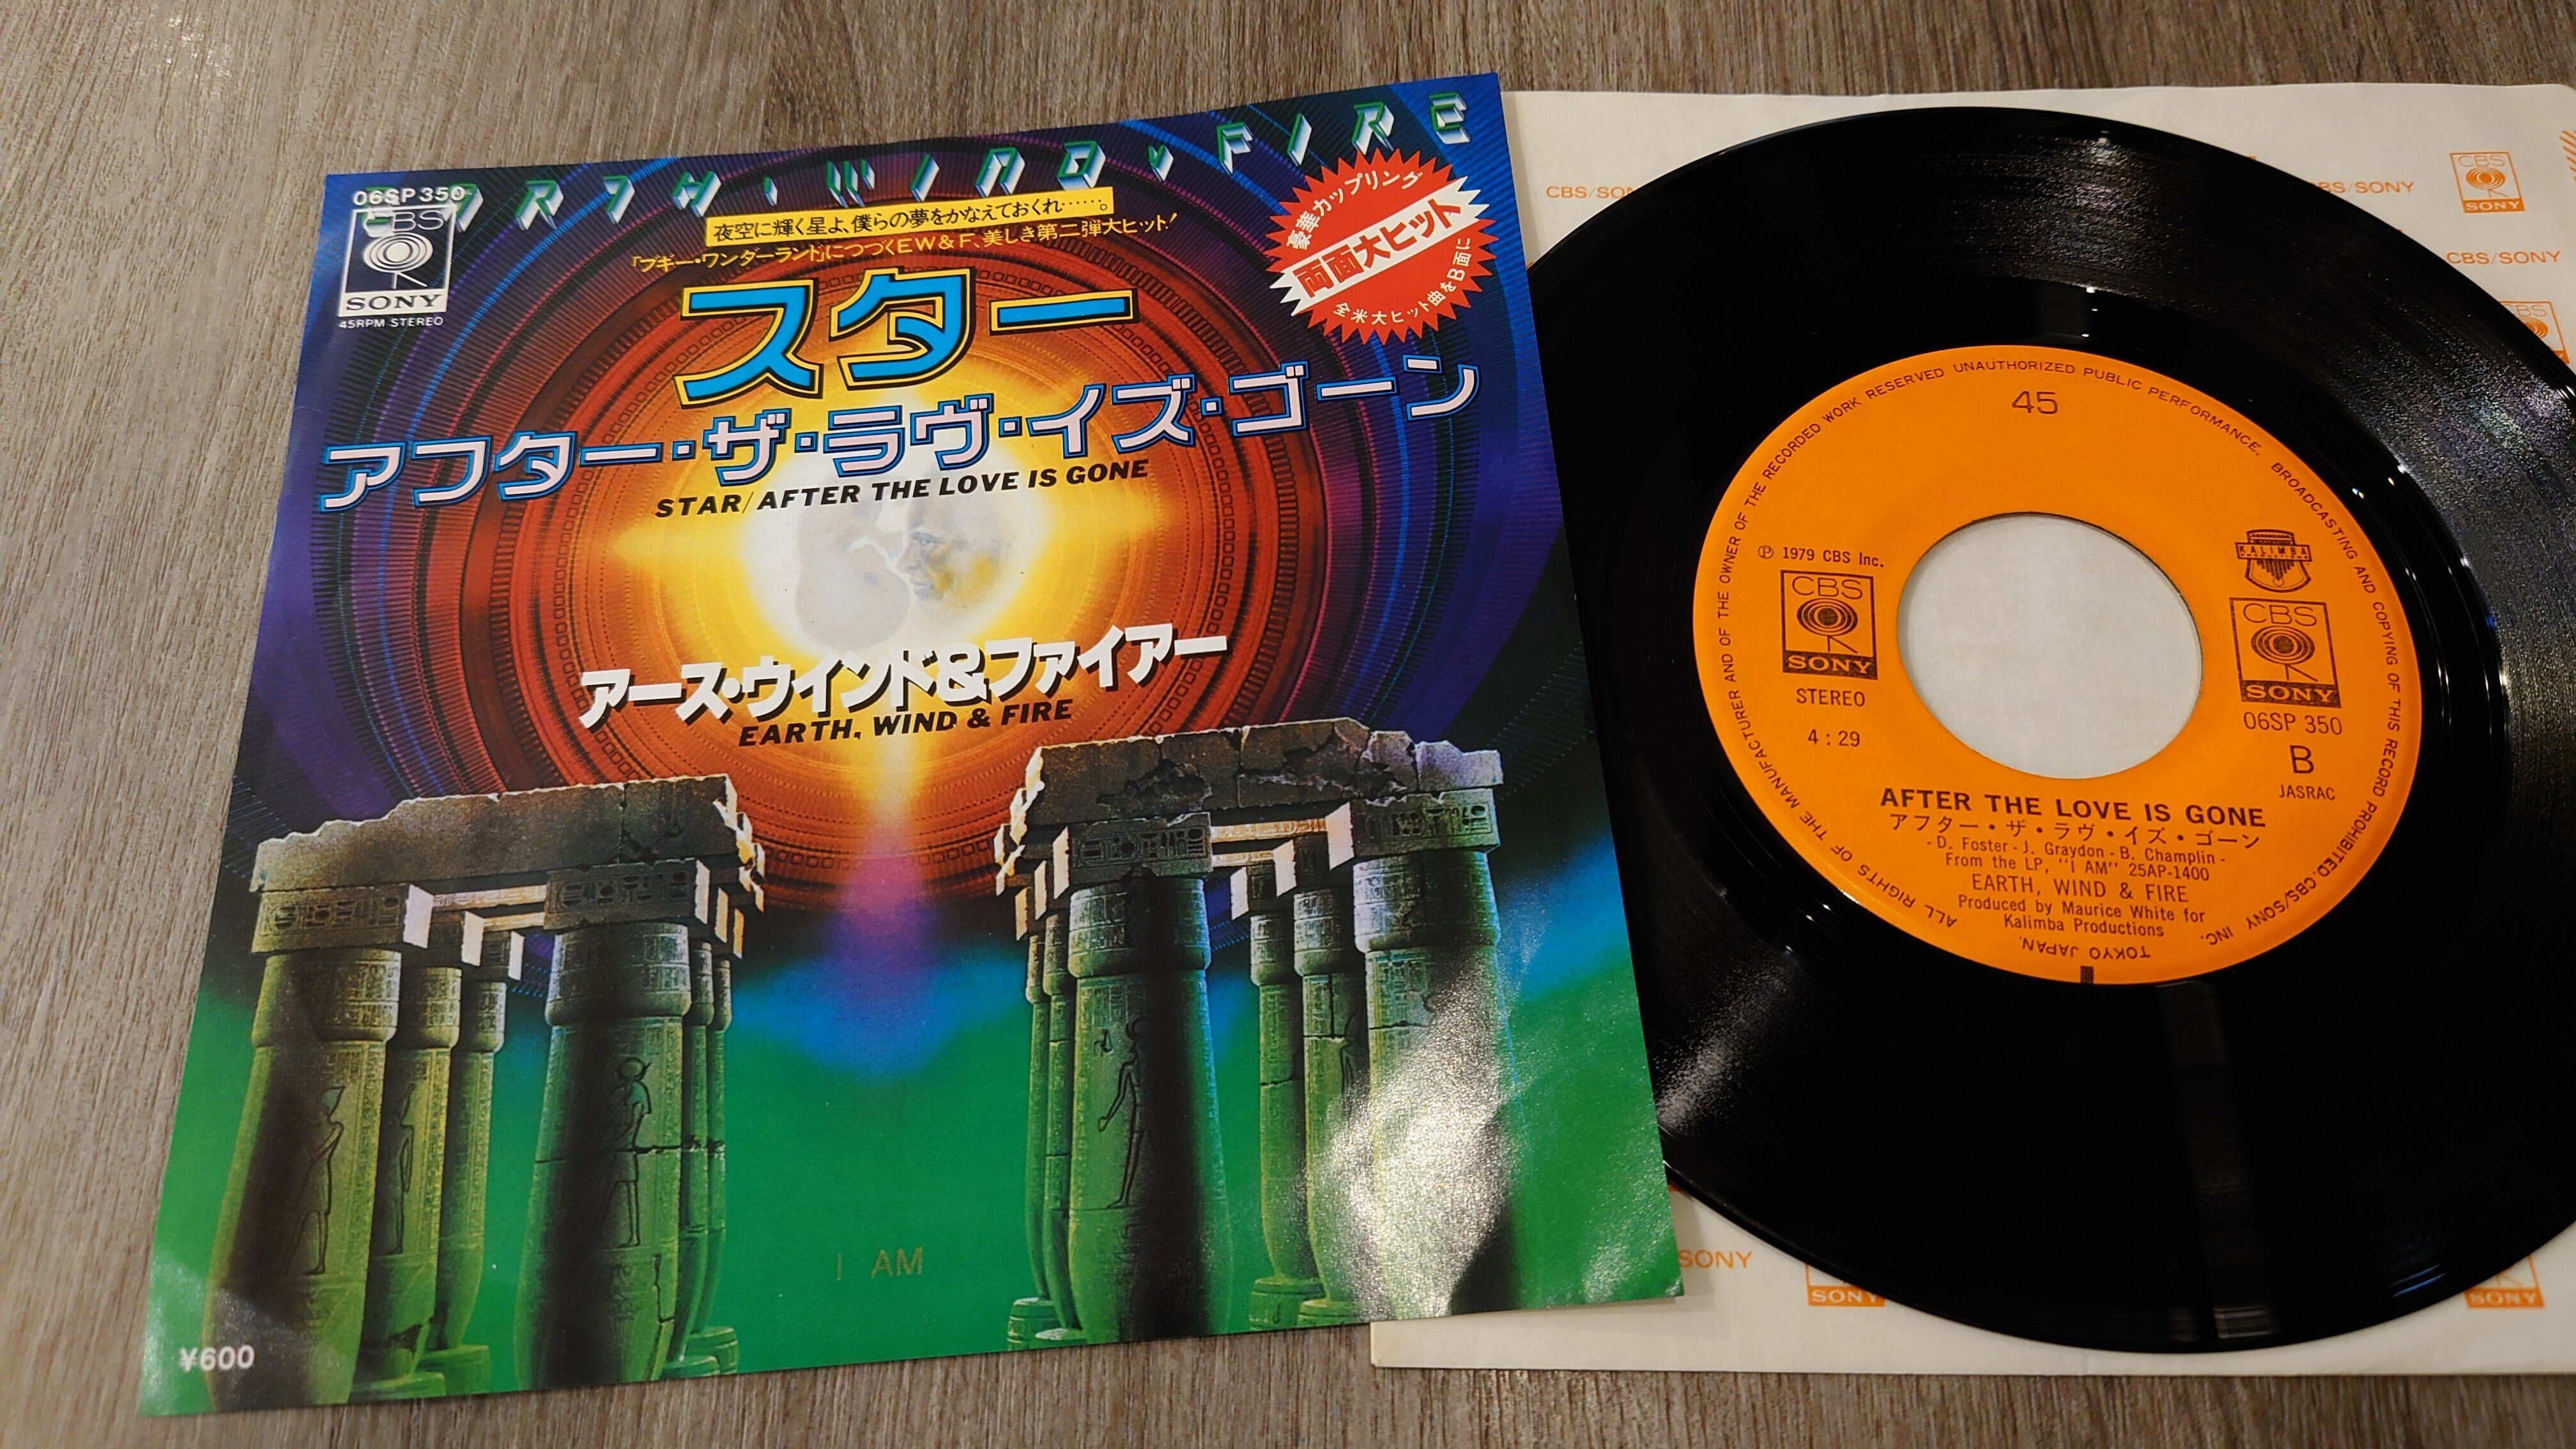 EARTH, WIND & FIRE
06SP 350
CBS
SONY
45RPM STEREO
夜空に輝く星よ、僕らの夢をかなえておくれ……。
「ブギー・ワンダーランド」につづくEW&F、美しき第二弾大ヒット!
豪華カップリング
両面大ヒット
全米大ヒット曲をB面に
スター
アフター・ザ・ラヴ・イズ・ゴーン
STAR/AFTER THE LOVE IS GONE
アース・ウインド&ファイアー
EARTH, WIND & FIRE
I AM
¥600
CBS/SONY
CBS
SONY
CBS/SONY
SONY
SONY
SONY
ALL RIGHTS OF THE MANUFACTURER AND OF THE OWNER OF THE RECORDED WORK RESERVED UNAUTHORIZED PUBLIC PERFORMANCE, BROADCASTING AND COPYING OF THIS RECORD PROHIBITED. CBS/SONY INC. TOKYO JAPAN.
45
℗ 1979 CBS Inc.
CBS
SONY
STEREO
4:29
KALIMBA
CBS
SONY
06SP 350
B
JASRAC
AFTER THE LOVE IS GONE
アフター・ザ・ラヴ・イズ・ゴーン
- D. Foster - J. Graydon - B. Champlin -
From the LP, "I AM" 25AP-1400
EARTH, WIND & FIRE
Produced by Maurice White for
Kalimba Productions